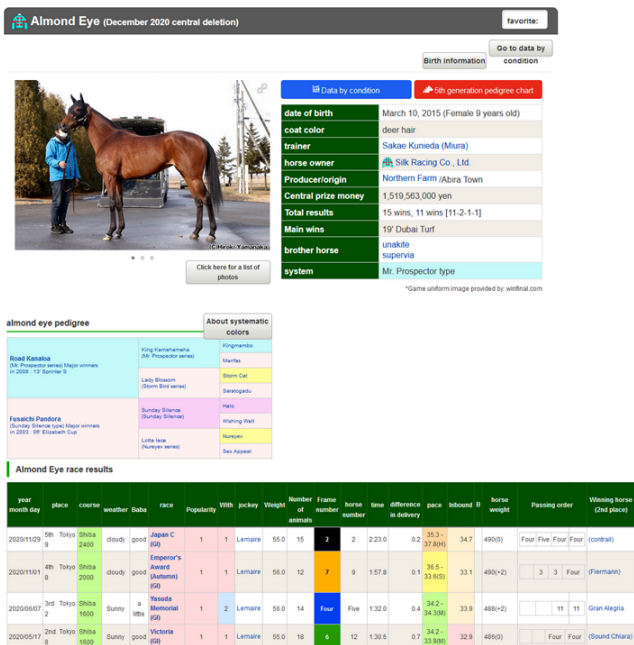 Almond Eye (December 2020 central deletion)
favorite:
Go to data by condition
Birth information
Data by condition
5th generation pedigree chart
date of birth March 10, 2015 (Female 9 years old)
coat color deer hair
trainer Sakae Kunieda (Miura)
horse owner Silk Racing Co., Ltd.
Producer/origin Northern Farm /Abira Town
Central prize money 1,519,563,000 yen
Total results 15 wins, 11 wins [11-2-1-1]
Main wins 19' Dubai Turf
brother horse unakite
supervia
system Mr. Prospector type
*Game uniform image provided by: winfinal.com
(C)Hiroki Yamanaka
Click here for a list of
photos
almond eye pedigree
About systematic
colors
Road Kanaloa
(Mr. Prospector series) Major winners
in 2008 : 13' Sprinter S
King Kamehameha
(Mr. Prospector series)
Kingmambo
Manfas
Lady Blossom
(Storm Bird series)
Storm Cat
Saratogadu
Fusaichi Pandora
(Sunday Silence type) Major winners
in 2003 : 06' Elizabeth Cup
Sunday Silence
(Sunday Silence)
Halo
Wishing Well
Lotta lace
(Nureyev series)
Nureyev
Sex Appeal
Almond Eye race results
year month day place course weather Baba race Popularity With jockey Weight Number of animals Frame number horse number time difference in delivery pace Inbound B horse weight Passing order Winning horse (2nd place)
2020/11/29 5th Tokyo 9 Shiba 2400 cloudy good Japan C (GI) 1 1 Lemaire 55.0 15 2 2 2:23.0 0.2 35.3 - 37.8(H) 34.7 490(0) Four Five Four Four (contrail)
2020/11/01 4th Tokyo 8 Shiba 2000 cloudy good Emperor's Award (Autumn) (GI) 1 1 Lemaire 56.0 12 7 9 1:57.8 0.1 36.5 - 33.6(S) 33.1 490(+2) 3 3 Four (Fiermann)
2020/06/07 3rd Tokyo 2 Shiba 1600 Sunny a little Yasuda Memorial (GI) 1 2 Lemaire 56.0 14 Four Five 1:32.0 0.4 34.2 - 34.3(M) 33.9 488(+2) 11 11 Gran Alegria
2020/05/17 2nd Tokyo 8 Shiba 1600 Sunny good Victoria (GI) 1 1 Lemaire 55.0 18 6 12 1:30.6 0.7 34.2 - 33.9(M) 32.9 486(0) Four Four (Sound Chiara)